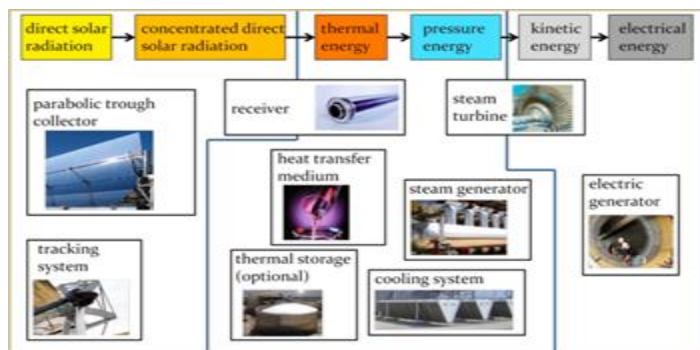 direct solar
radiation
concentrated direct
solar radiation
thermal
energy
pressure
energy
kinetic
energy
electrical
energy
parabolic trough
collector
receiver
steam
turbine
heat transfer
medium
steam generator
electric
generator
tracking
system
thermal storage
(optional)
cooling system